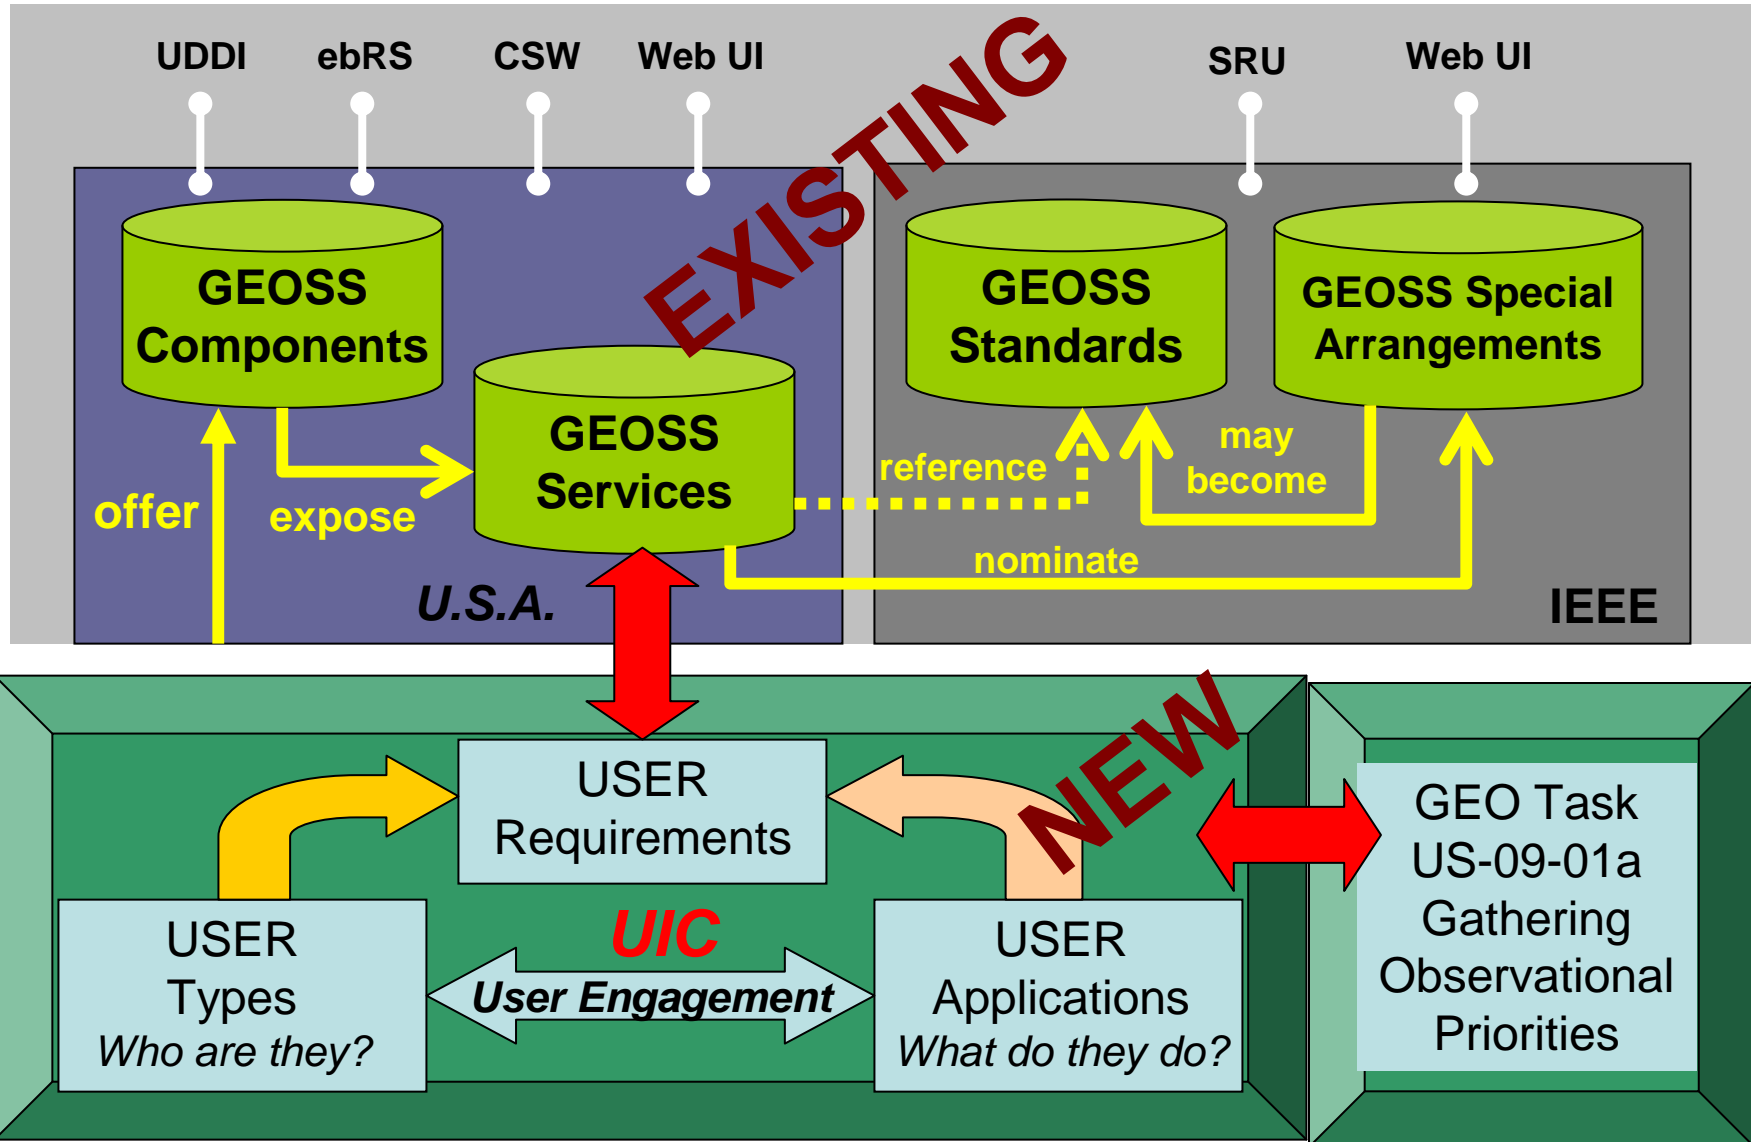 UDDI
ebRS
CSW
Web UI
SRU
Web UI
EXISTING
GEOSS
Components
GEOSS
Services
GEOSS
Standards
GEOSS Special
Arrangements
offer
expose
reference
may
become
nominate
U.S.A.
IEEE
NEW
USER
Requirements
UIC
User Engagement
USER
Types
Who are they?
USER
Applications
What do they do?
GEO Task
US-09-01a
Gathering
Observational
Priorities